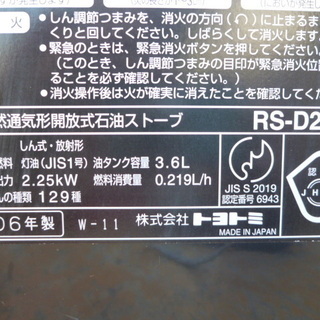 火
しん調節つまみを、消火の方向(∩)に止まるまま
くりと回してください。しばらくして消火します。
●緊急のときは、緊急消火ボタンを押してください。
(このとき、しん調節つまみの目印が緊急消火
ことを必ず確認してください。)
●消火操作後は火が確実に消えたことを確認
然通気形開放式石油ストーブ RS-D2
しん式・放射形
燃料 灯油(JIS1号) 油タンク容量 3.6L
出力 2.25kW 燃料消費量 0.219L/h
しんの種類 129種
06年製 W-11 株式会社トヨトミ
MADE IN JAPAN
JIS S 2019
認定番号 6943
認
JH